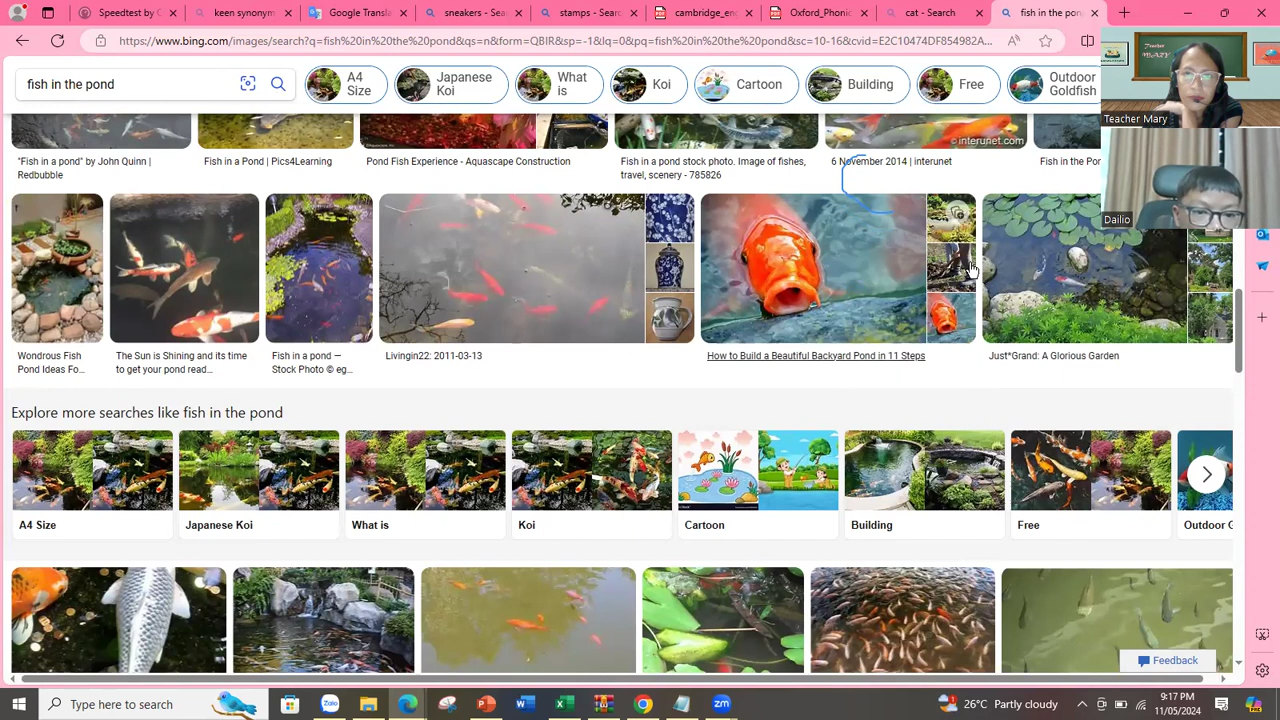 Speedtest by
keen synonym
Google Transla
sneakers - Sear
stamps - Searc
cambridge_en
Oxford_Phonic
cat - Search
fish in the pon
https://www.bing.com/images/search?q=fish%20in%20the%20pond&qs=n&form=QBIR&sp=-1&lq=0&pq=fish%20in%20the%20pond&sc=10-16&cvid=E2C10474DF854982A...
fish in the pond
A4 Size
Japanese Koi
What is
Koi
Cartoon
Building
Free
Outdoor Goldfish
Teacher Mary
Dailio
© interunet.com
"Fish in a pond" by John Quinn |
Redbubble
Fish in a Pond | Pics4Learning
Pond Fish Experience - Aquascape Construction
Fish in a pond stock photo. Image of fishes,
travel, scenery - 785826
6 November 2014 | interunet
Fish in the Pon
Wondrous Fish
Pond Ideas Fo...
The Sun is Shining and its time
to get your pond read...
Fish in a pond —
Stock Photo © eg...
Livingin22: 2011-03-13
How to Build a Beautiful Backyard Pond in 11 Steps
Just*Grand: A Glorious Garden
Explore more searches like fish in the pond
A4 Size
Japanese Koi
What is
Koi
Cartoon
Building
Free
Outdoor G
Feedback
Type here to search
Zalo
zm
26°C Partly cloudy
9:17 PM
11/05/2024